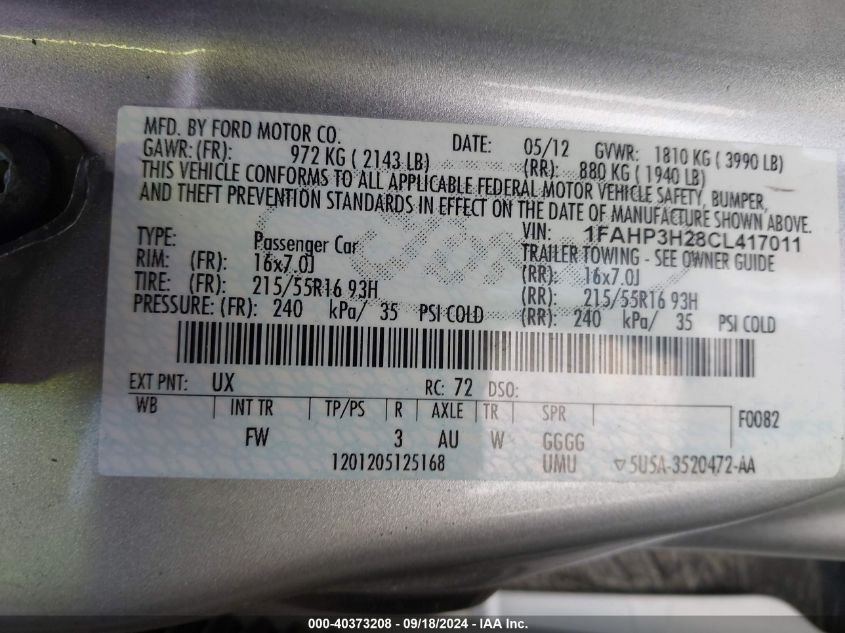 MFD. BY FORD MOTOR CO.
DATE: 05/12 GVWR: 1810 KG ( 3990 LB)
GAWR: (FR): 972 KG ( 2143 LB) (RR): 880 KG ( 1940 LB)
THIS VEHICLE CONFORMS TO ALL APPLICABLE FEDERAL MOTOR VEHICLE SAFETY, BUMPER,
AND THEFT PREVENTION STANDARDS IN EFFECT ON THE DATE OF MANUFACTURE SHOWN ABOVE.
VIN: 1FAHP3H28CL417011
TYPE: Passenger Car TRAILER TOWING - SEE OWNER GUIDE
RIM: (FR): 16x7.0J (RR): 16x7.0J
TIRE: (FR): 215/55R16 93H (RR): 215/55R16 93H
PRESSURE: (FR): 240 kPa/ 35 PSI COLD (RR): 240 kPa/ 35 PSI COLD
EXT PNT: UX RC: 72 DSO:
WB INT TR TP/PS R AXLE TR SPR F0082
FW 3 AU W GGGG
1201205125168 UMU ▽5USA-3520472-AA
000-40373208 - 09/18/2024 - IAA Inc.